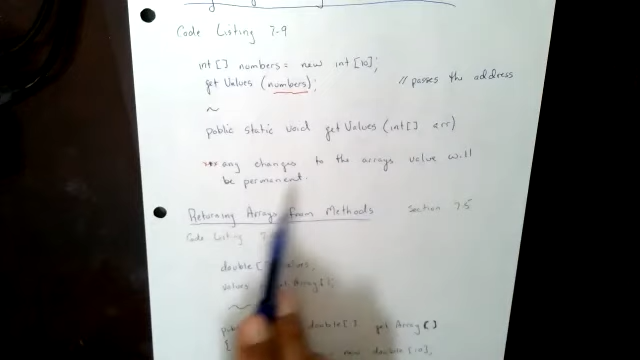 Code Listing 7-9
int[] numbers = new int[10];
getValues (numbers); // passes the address
~
public static void getValues (int[] arr)
*** any changes to the arrays value will
be permanent.
Returning Arrays from Methods Section 7.5
Code Listing
double[] values;
~
double[] getArray()
{ new double[10];